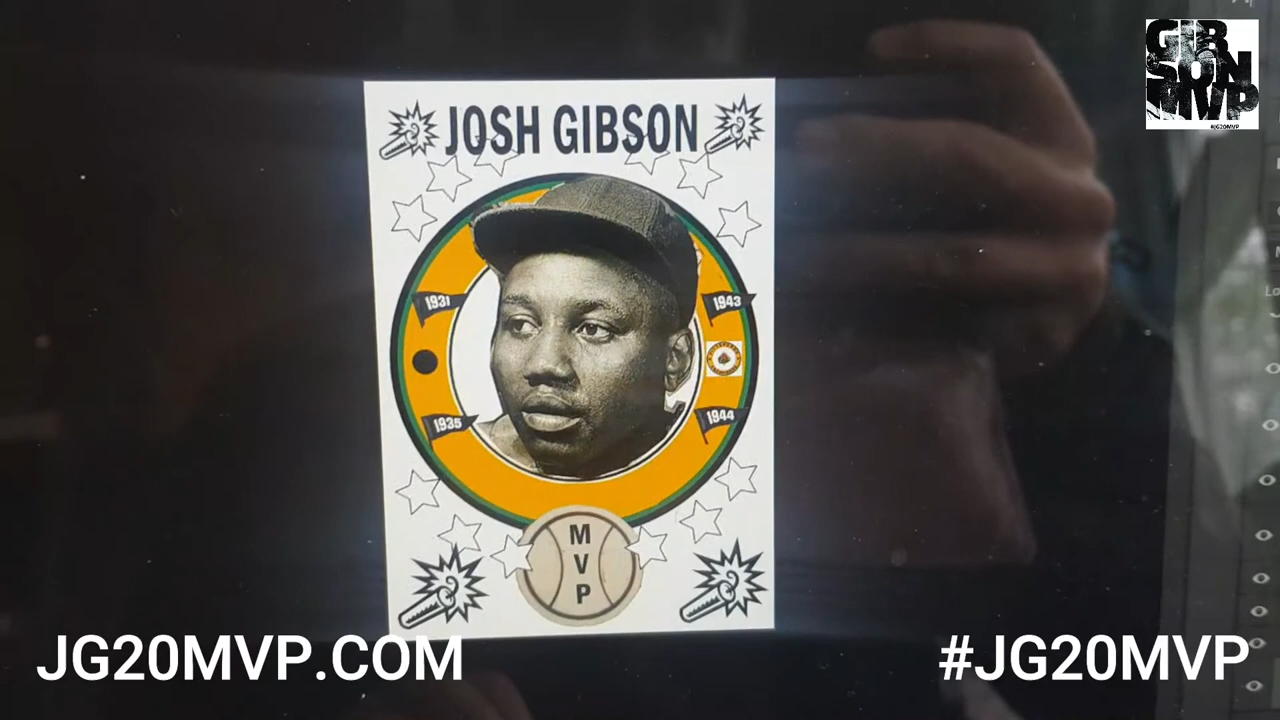 GIB
SON
MVP
#JG20MVP
JOSH GIBSON
1931
1943
1935
1944
M
V
P
JG20MVP.COM
#JG20MVP